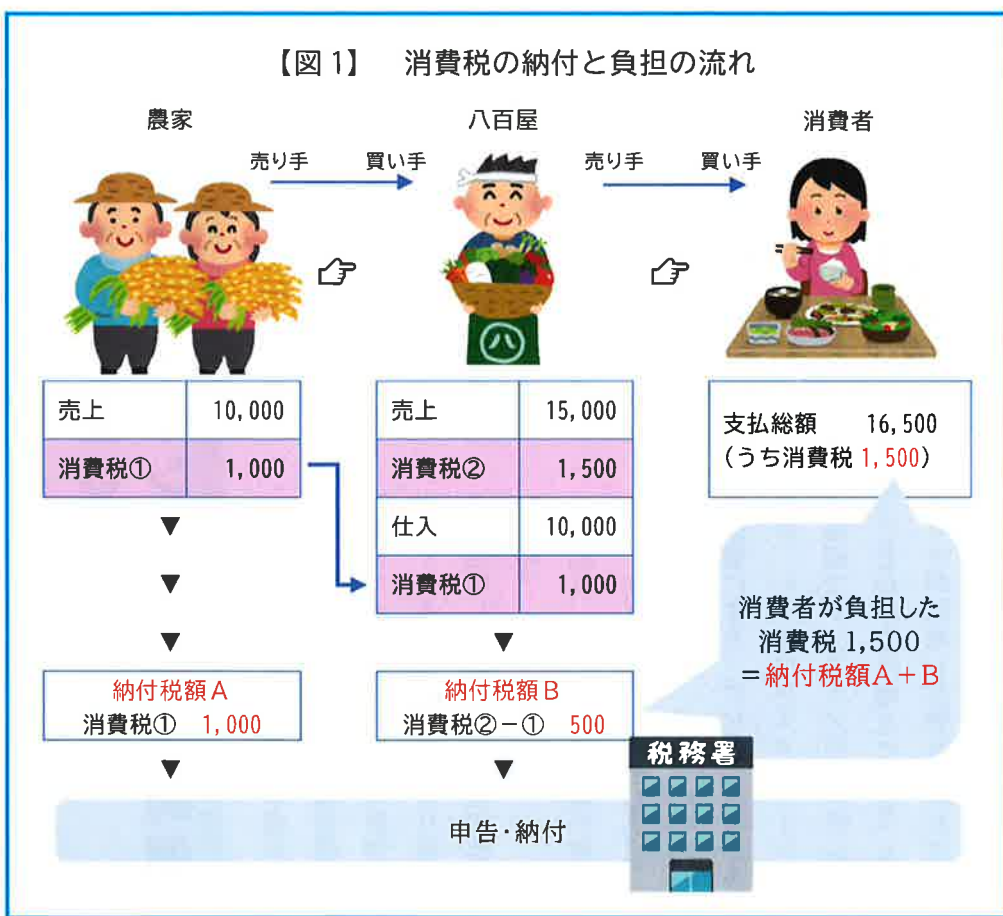 【図1】 消費税の納付と負担の流れ
農家
八百屋
消費者
売り手 買い手
売り手 買い手
八
売上 10,000
消費税① 1,000
▼
▼
▼
納付税額A
消費税① 1,000
▼
売上 15,000
消費税② 1,500
仕入 10,000
消費税① 1,000
▼
納付税額B
消費税②-① 500
▼
支払総額 16,500
(うち消費税 1,500)
消費者が負担した
消費税 1,500
=納付税額A+B
税務署
申告・納付